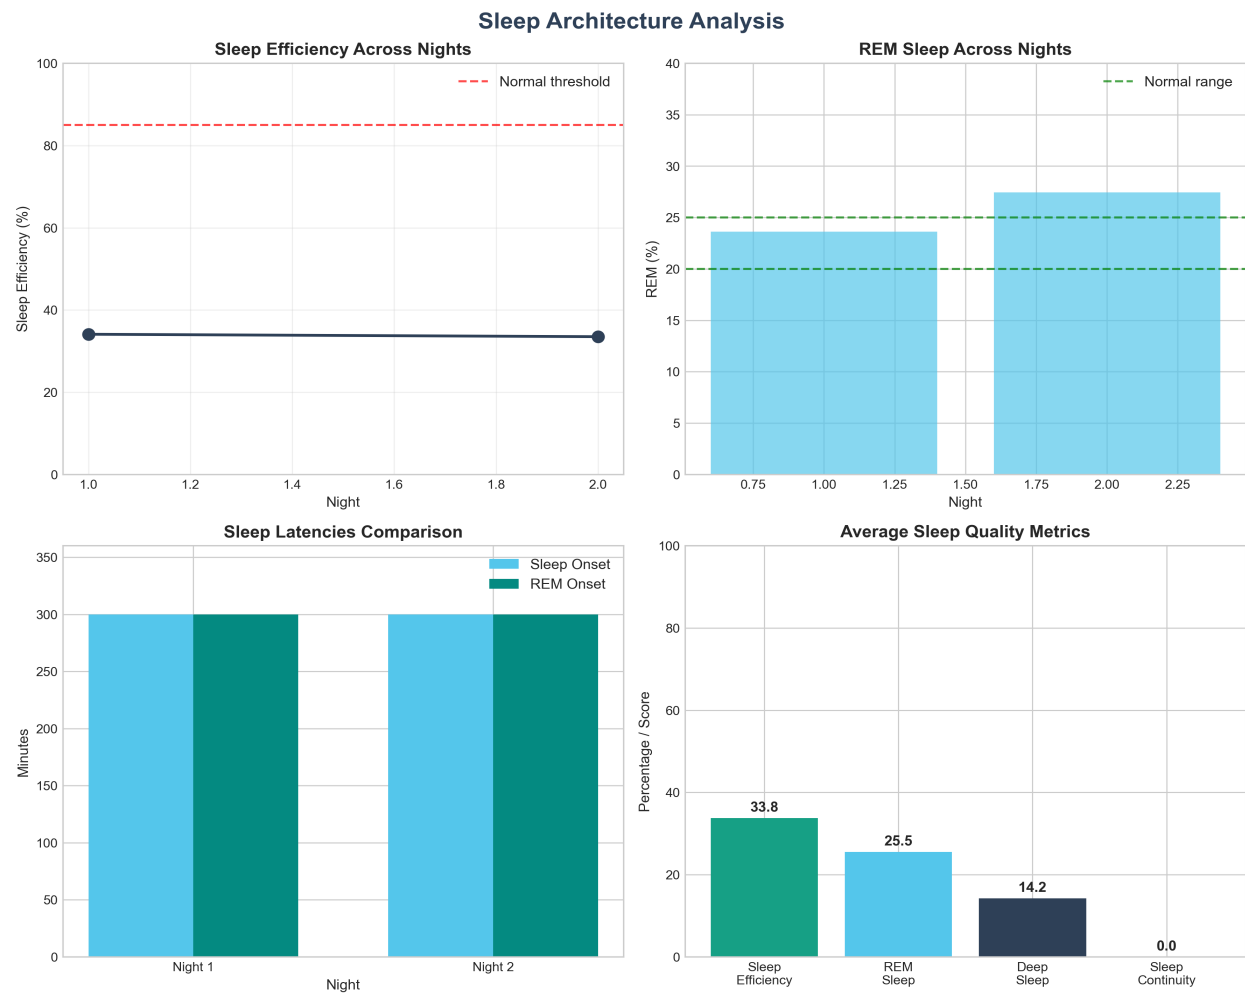 Sleep Architecture Analysis
Sleep Efficiency Across Nights
100
80
60
40
20
0
Sleep Efficiency (%)
Normal threshold
1.0 1.2 1.4 1.6 1.8 2.0
Night
REM Sleep Across Nights
40
35
30
25
20
15
10
5
0
REM (%)
Normal range
0.75 1.00 1.25 1.50 1.75 2.00 2.25
Night
Sleep Latencies Comparison
350
300
250
200
150
100
50
0
Minutes
Sleep Onset
REM Onset
Night 1 Night 2
Night
Average Sleep Quality Metrics
100
80
60
40
20
0
Percentage / Score
33.8
25.5
14.2
0.0
Sleep
Efficiency
REM
Sleep
Deep
Sleep
Sleep
Continuity